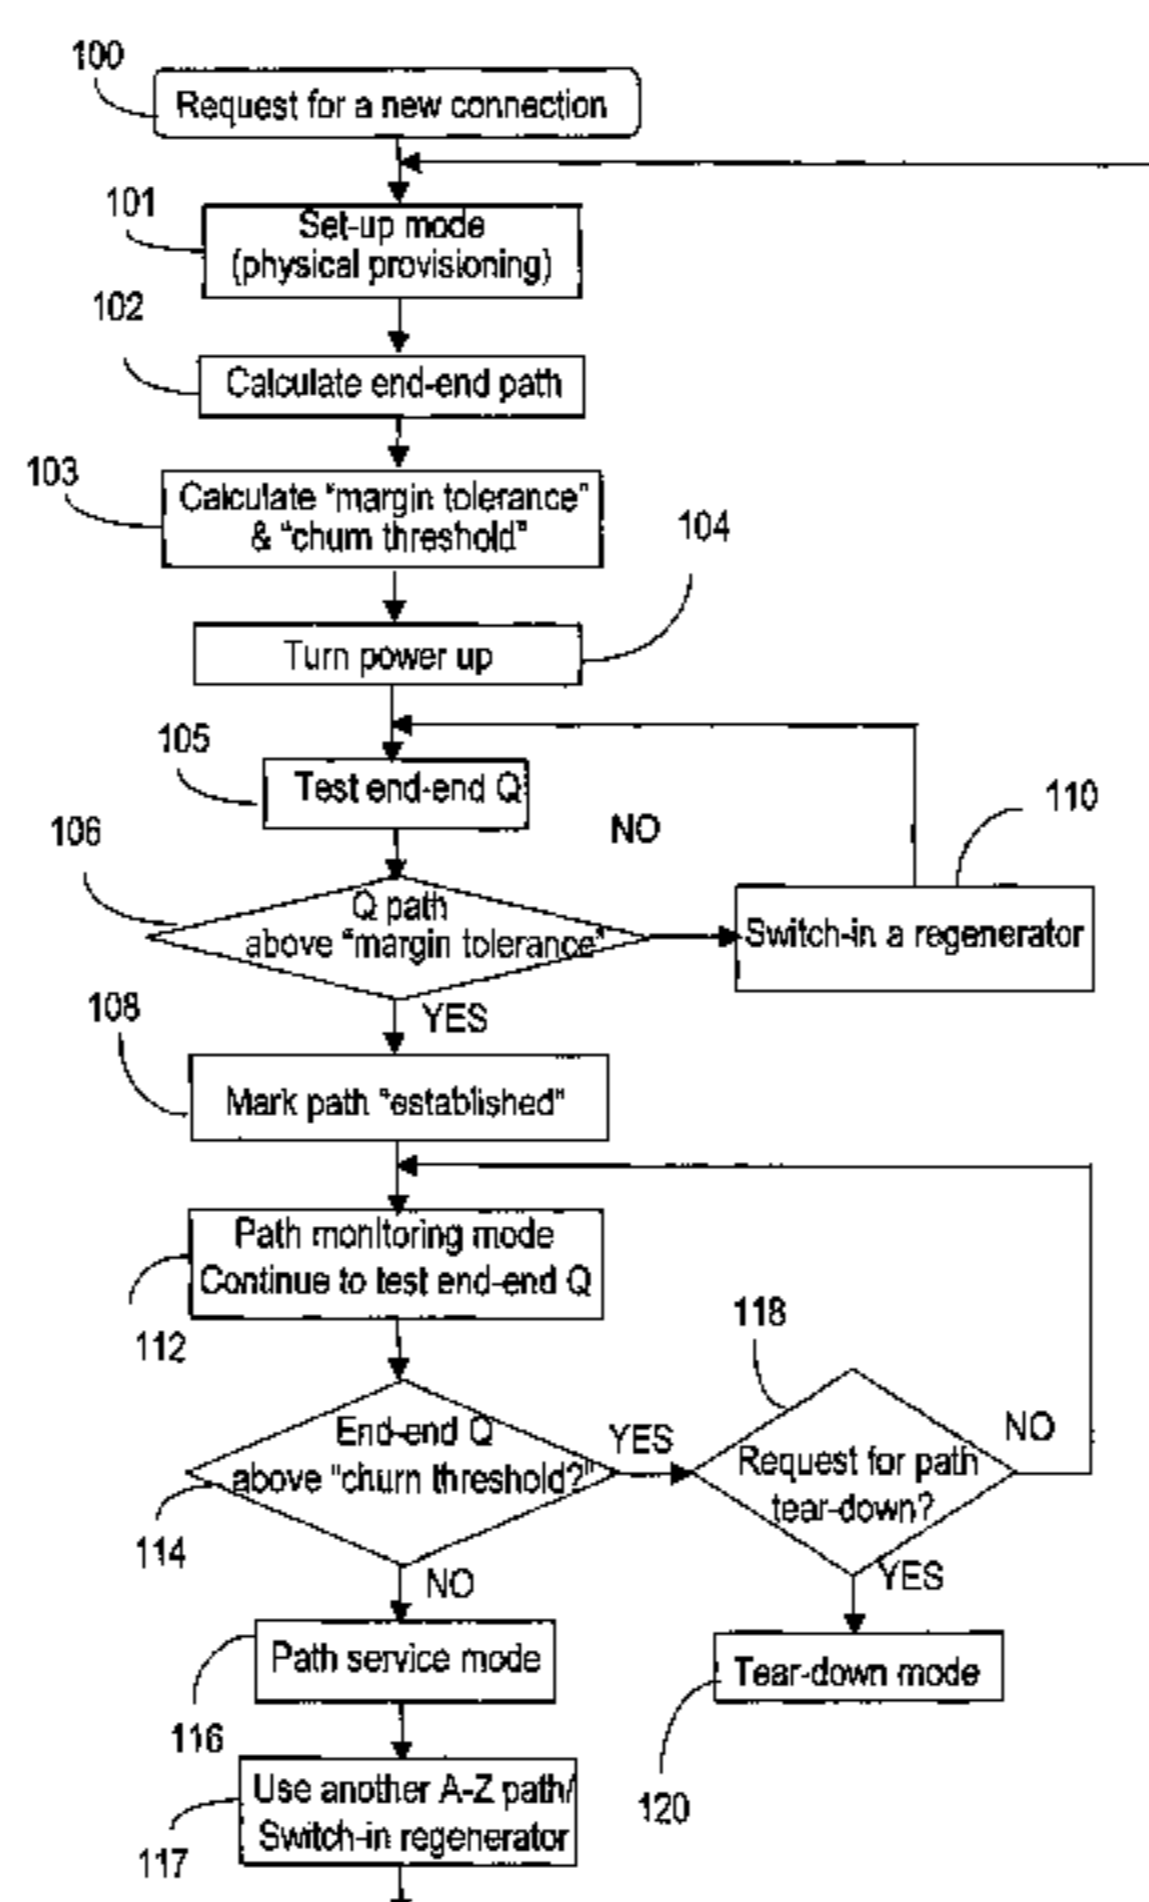 100
Request for a new connection
101
Set-up mode
(physical provisioning)
102
Calculate end-end path
103
Calculate "margin tolerance"
& "churn threshold"
104
Turn power up
105
Test end-end Q
NO
110
106
Q path
above "margin tolerance"
Switch-in a regenerator
YES
108
Mark path "established"
Path monitoring mode
Continue to test end-end Q
112
118
End-end Q
above "churn threshold?"
YES
Request for path
tear-down?
NO
114
NO
YES
Path service mode
Tear-down mode
116
120
Use another A-Z path/
Switch-in regenerator
117